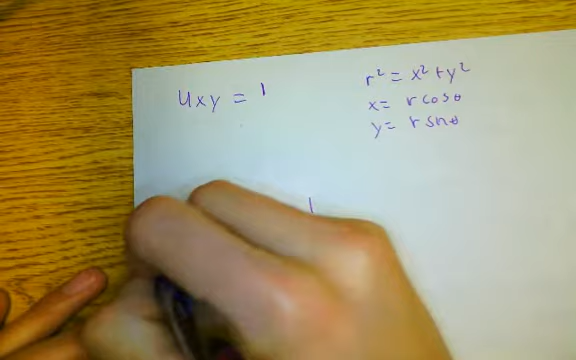 4xy = 1
r² = x² + y²
x = r cos θ
y = r sin θ